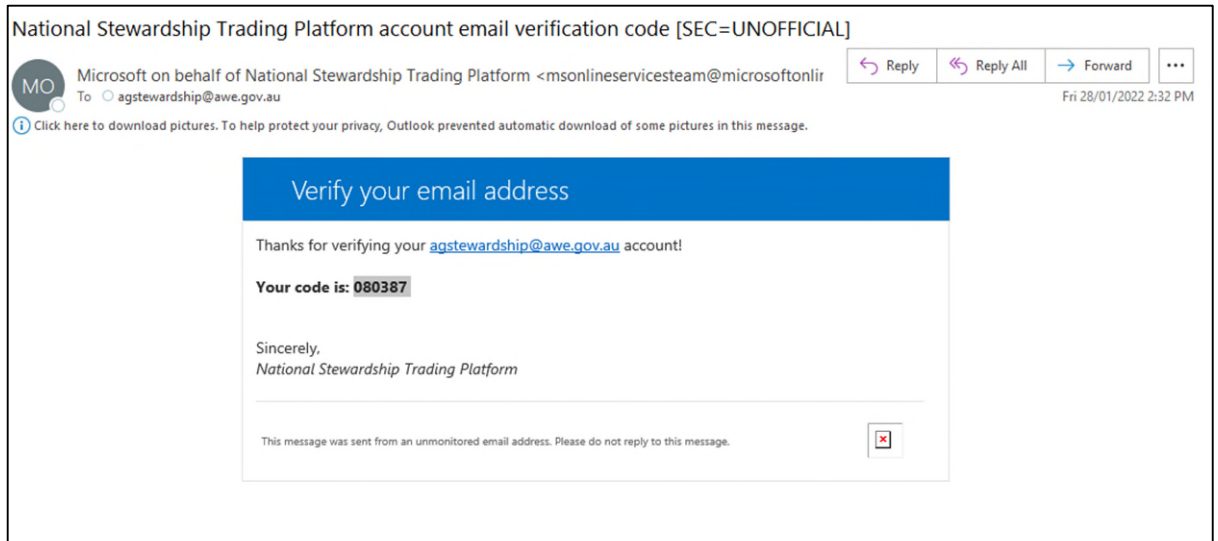 National Stewardship Trading Platform account email verification code [SEC=UNOFFICIAL]
MO
Microsoft on behalf of National Stewardship Trading Platform <msonlineservicesteam@microsoftonlir
To agstewardship@awe.gov.au
Reply
Reply All
Forward
...
Fri 28/01/2022 2:32 PM
Click here to download pictures. To help protect your privacy, Outlook prevented automatic download of some pictures in this message.
Verify your email address
Thanks for verifying your agstewardship@awe.gov.au account!
Your code is: 080387
Sincerely,
National Stewardship Trading Platform
This message was sent from an unmonitored email address. Please do not reply to this message.